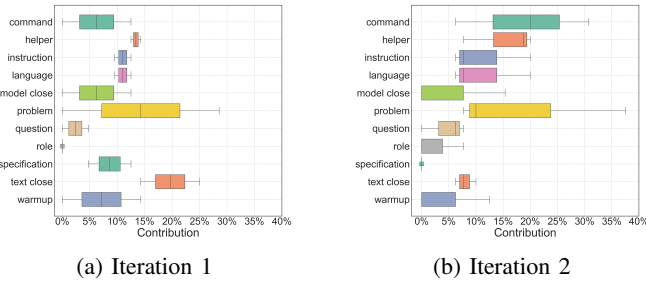 command
helper
instruction
language
model close
problem
question
role
specification
text close
warmup
0% 5% 10% 15% 20% 25% 30% 35% 40%
Contribution
(a) Iteration 1
command
helper
instruction
language
model close
problem
question
role
specification
text close
warmup
0% 5% 10% 15% 20% 25% 30% 35% 40%
Contribution
(b) Iteration 2